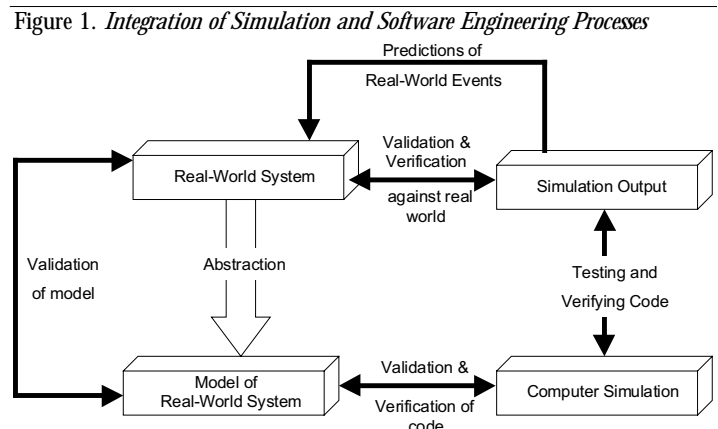 Figure 1. Integration of Simulation and Software Engineering Processes
Predictions of
Real-World Events
Validation &
Verification
against real
world
Real-World System
Simulation Output
Validation
of model
Abstraction
Testing and
Verifying Code
Model of
Real-World System
Validation &
Verification of
code
Computer Simulation